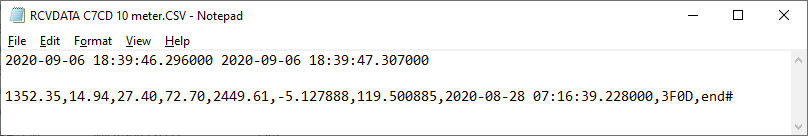 RCVDATA C7CD 10 meter.CSV - Notepad
File Edit Format View Help
2020-09-06 18:39:46.296000 2020-09-06 18:39:47.307000
1352.35,14.94,27.40,72.70,2449.61,-5.127888,119.500885,2020-08-28 07:16:39.228000,3F0D,end#